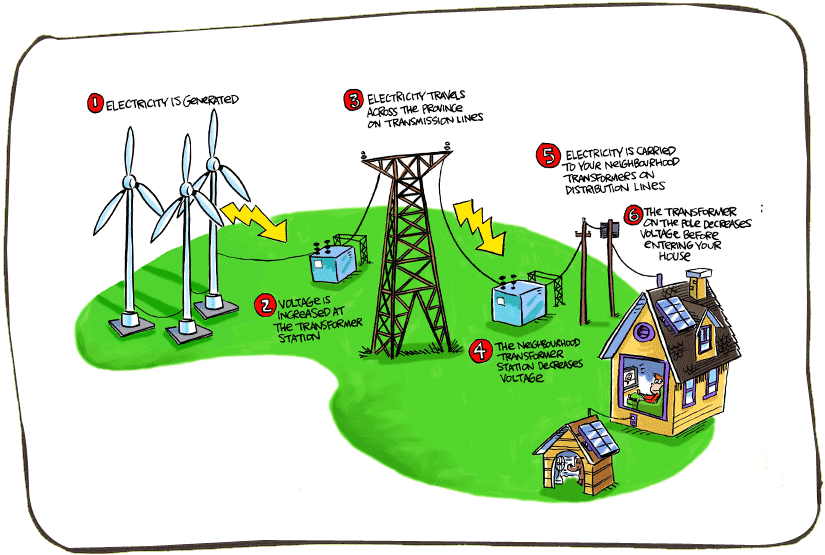 1 ELECTRICITY IS GENERATED
2 VOLTAGE IS
INCREASED AT
THE TRANSFORMER
STATION
3 ELECTRICITY TRAVELS
ACROSS THE PROVINCE
ON TRANSMISSION LINES
4 THE NEIGHBOURHOOD
TRANSFORMER
STATION DECREASES
VOLTAGE
5 ELECTRICITY IS CARRIED
TO YOUR NEIGHBOURHOOD
TRANSFORMERS ON
DISTRIBUTION LINES
6 THE TRANSFORMER
ON THE POLE DECREASES
VOLTAGE BEFORE
ENTERING YOUR
HOUSE